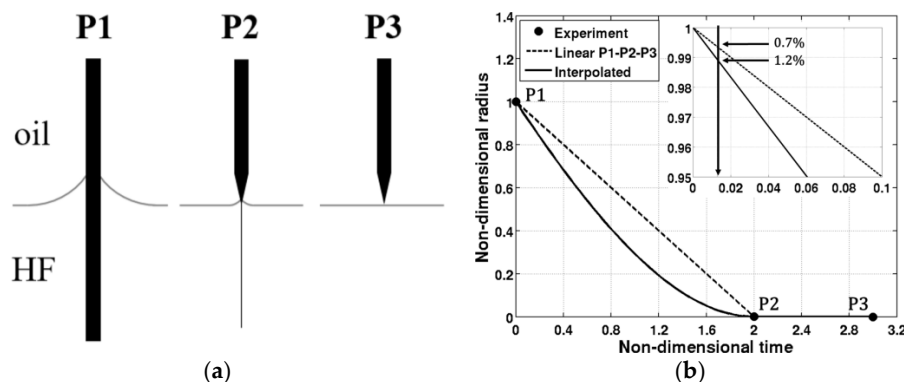 P1 P2 P3
oil
HF
(a)
Non-dimensional radius
1.4
1.2
1
0.8
0.6
0.4
0.2
0
0 0.4 0.8 1.2 1.6 2 2.4 2.8 3.2
Non-dimensional time
Experiment
Linear P1-P2-P3
Interpolated
P1
P2
P3
1
0.99
0.98
0.97
0.96
0.95
0 0.02 0.04 0.06 0.08 0.1
0.7%
1.2%
(b)